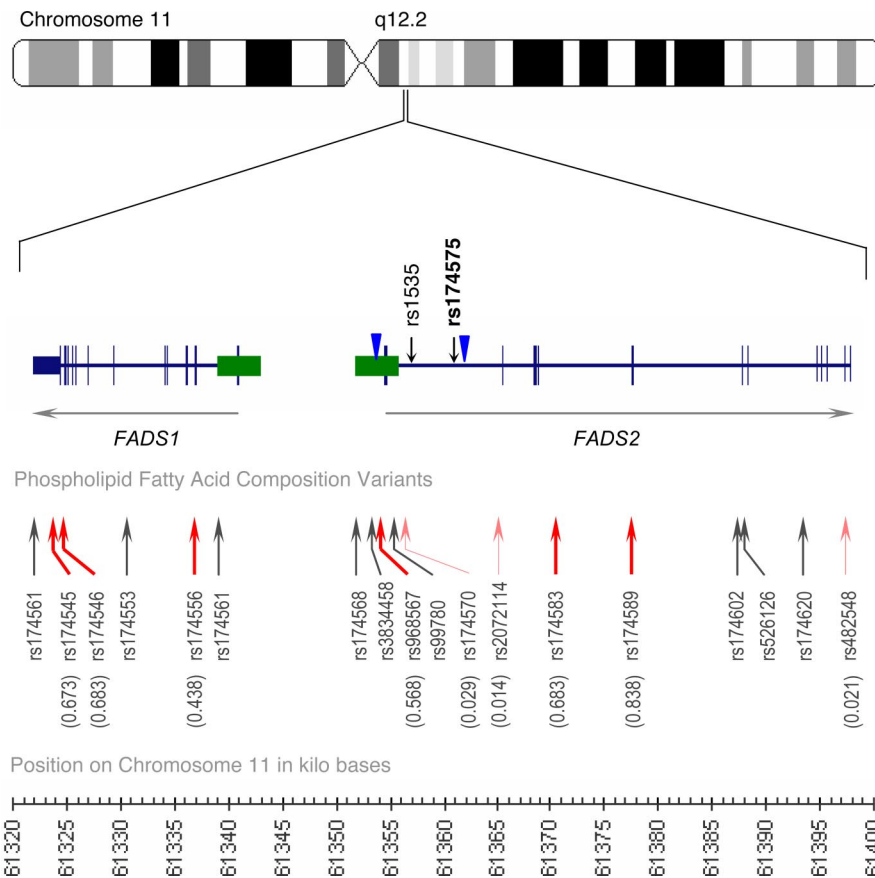 Chromosome 11
q12.2
rs1535
rs174575
FADS1
FADS2
Phospholipid Fatty Acid Composition Variants
rs174561
rs174545 (0.673)
rs174546 (0.683)
rs174553
rs174556 (0.438)
rs174561
rs174568
rs3834458
rs968567 (0.568)
rs99780
rs174570 (0.029)
rs2072114 (0.014)
rs174583 (0.683)
rs174589 (0.838)
rs174602
rs526126
rs174620
rs482548 (0.021)
Position on Chromosome 11 in kilo bases
61320
61325
61330
61335
61340
61345
61350
61355
61360
61365
61370
61375
61380
61385
61390
61395
61400